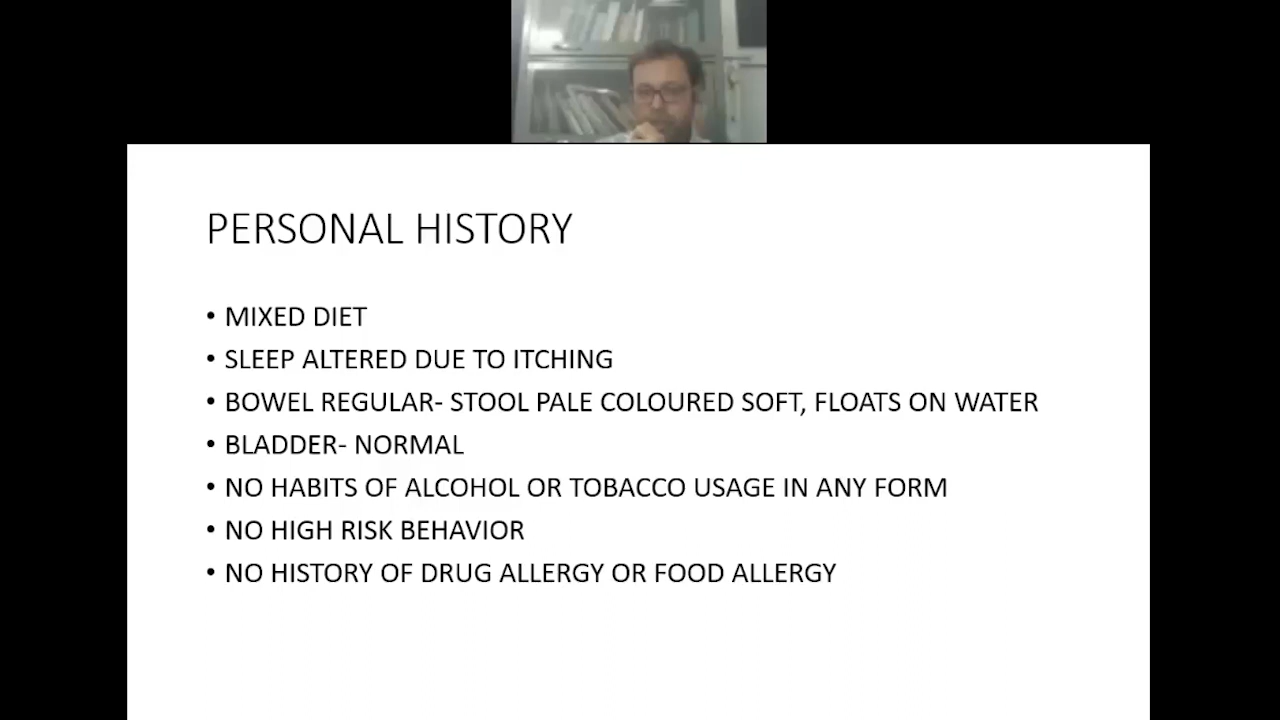 PERSONAL HISTORY
• MIXED DIET
• SLEEP ALTERED DUE TO ITCHING
• BOWEL REGULAR- STOOL PALE COLOURED SOFT, FLOATS ON WATER
• BLADDER- NORMAL
• NO HABITS OF ALCOHOL OR TOBACCO USAGE IN ANY FORM
• NO HIGH RISK BEHAVIOR
• NO HISTORY OF DRUG ALLERGY OR FOOD ALLERGY